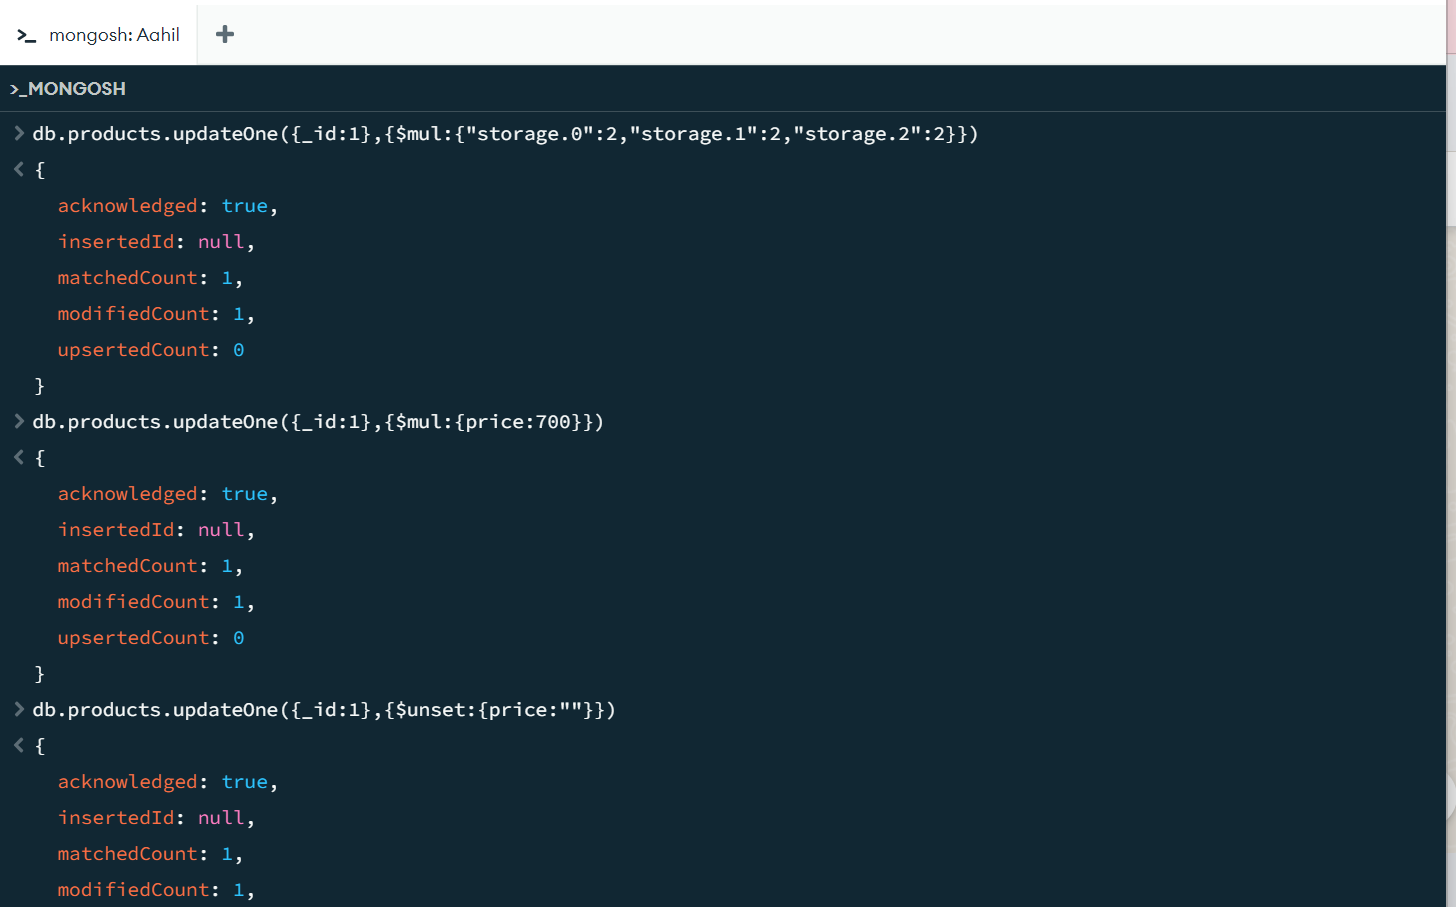 >_ mongosh: Aahil +
>_MONGOSH
> db.products.updateOne({_id:1},{$mul:{"storage.0":2,"storage.1":2,"storage.2":2}})
< {
acknowledged: true,
insertedId: null,
matchedCount: 1,
modifiedCount: 1,
upsertedCount: 0
}
> db.products.updateOne({_id:1},{$mul:{price:700}})
< {
acknowledged: true,
insertedId: null,
matchedCount: 1,
modifiedCount: 1,
upsertedCount: 0
}
> db.products.updateOne({_id:1},{$unset:{price:""}})
< {
acknowledged: true,
insertedId: null,
matchedCount: 1,
modifiedCount: 1,